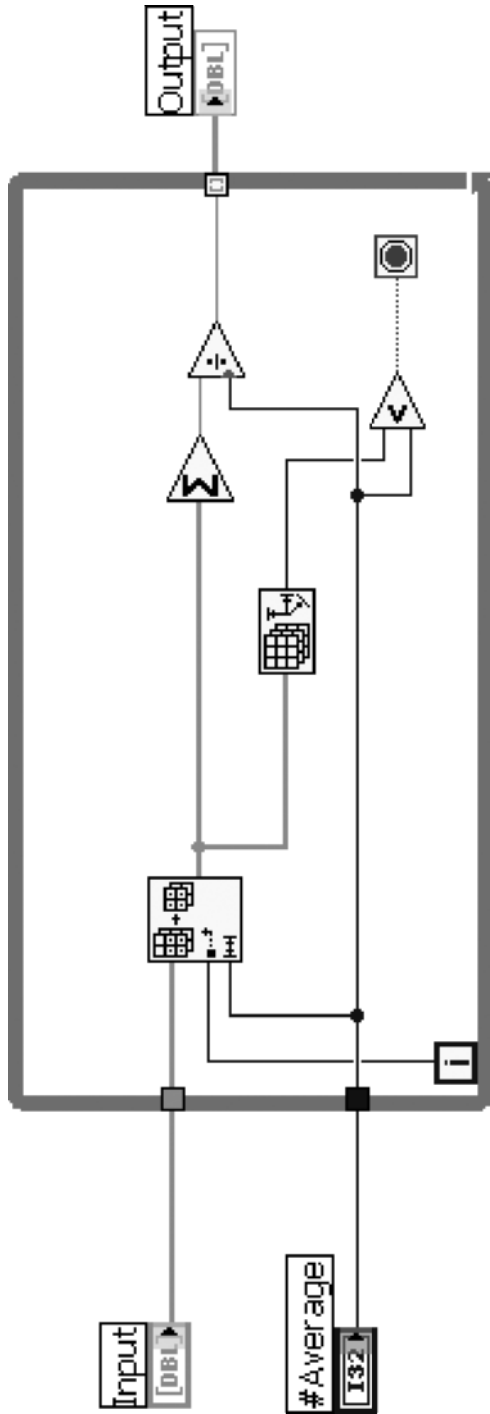 Input
[DBL]
#Average
I32
i
Σ
÷
<
Output
[DBL]